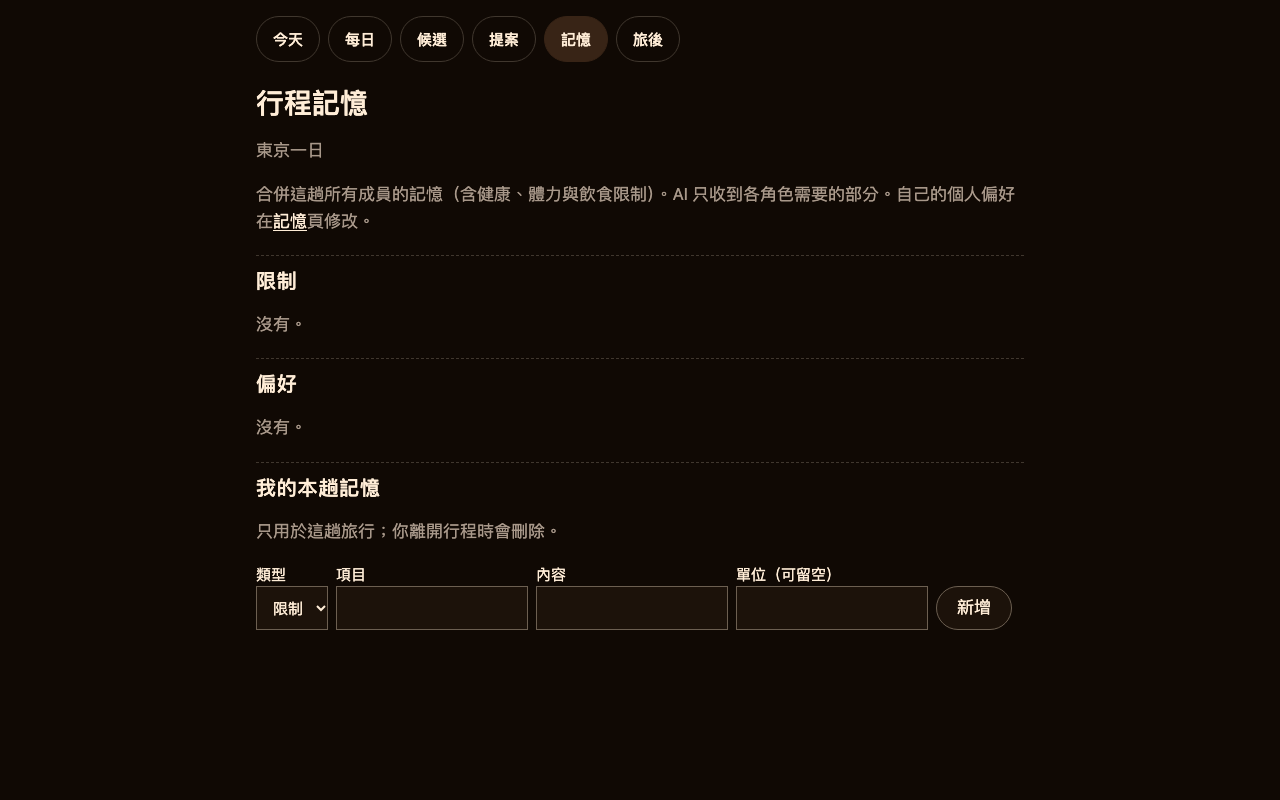 今天 每日 候選 提案 記憶 旅後
行程記憶
東京一日
合併這趟所有成員的記憶（含健康、體力與飲食限制）。AI 只收到各角色需要的部分。自己的個人偏好
在記憶頁修改。
限制
沒有。
偏好
沒有。
我的本趟記憶
只用於這趟旅行；你離開行程時會刪除。
類型 項目 內容 單位（可留空）
限制 新增